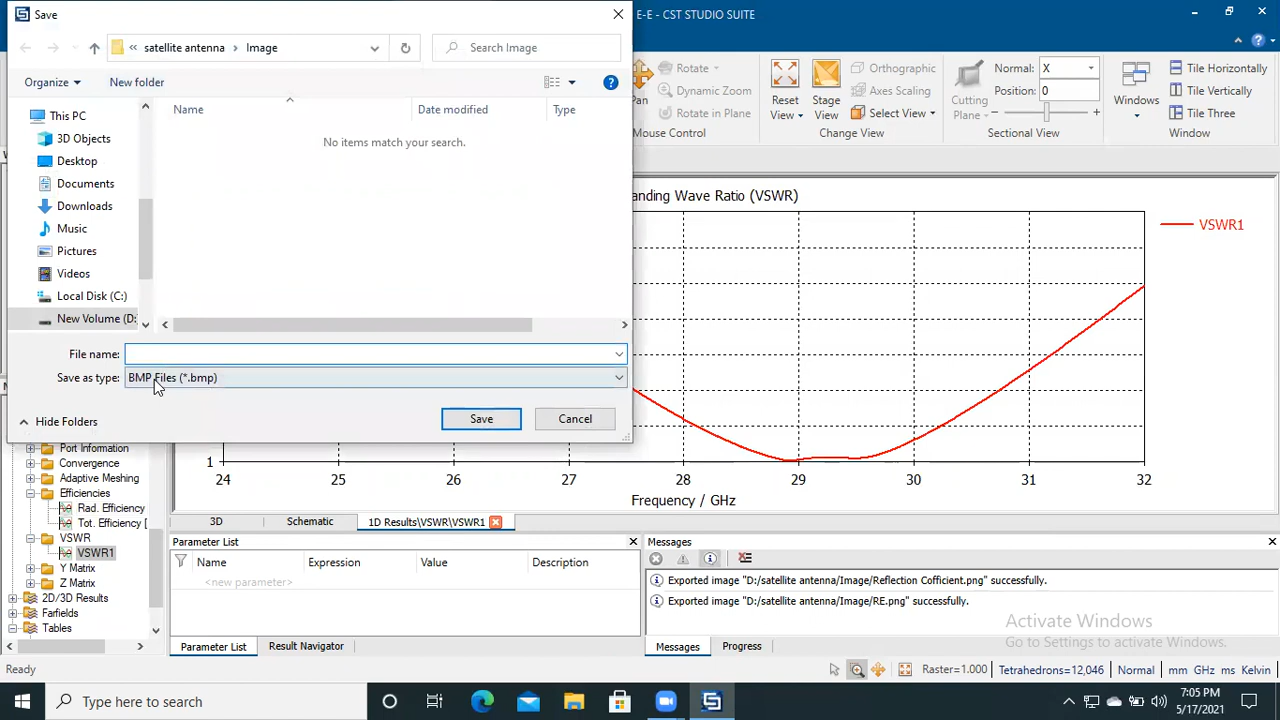 Save
E-E - CST STUDIO SUITE
satellite antenna
Image
Search Image
Organize
New folder
This PC
3D Objects
Desktop
Documents
Downloads
Music
Pictures
Videos
Local Disk (C:)
New Volume (D:
Name
Date modified
Type
No items match your search.
File name:
Save as type: BMP Files (*.bmp)
Hide Folders
Save
Cancel
Pan
Rotate
Dynamic Zoom
Rotate in Plane
Mouse Control
Reset View
Stage View
Orthographic
Axes Scaling
Select View
Change View
Cutting Plane
Normal: X
Position: 0
Sectional View
Windows
Tile Horizontally
Tile Vertically
Tile Three
Window
anding Wave Ratio (VSWR)
VSWR1
1
24 25 26 27 28 29 30 31 32
Frequency / GHz
Port Information
Convergence
Adaptive Meshing
Efficiencies
Rad. Efficiency
Tot. Efficiency [
VSWR
VSWR1
Y Matrix
Z Matrix
2D/3D Results
Farfields
Tables
3D
Schematic
1D Results\VSWR\VSWR1
Parameter List
Name
Expression
Value
Description
<new parameter>
Parameter List
Result Navigator
Messages
Exported image "D:/satellite antenna/Image/Reflection Cofficient.png" successfully.
Exported image "D:/satellite antenna/Image/RE.png" successfully.
Activate Windows
Go to Settings to activate Windows.
Messages
Progress
Ready
Raster=1.000
Tetrahedrons=12,046
Normal
mm GHz ns Kelvin
Type here to search
7:05 PM
5/17/2021